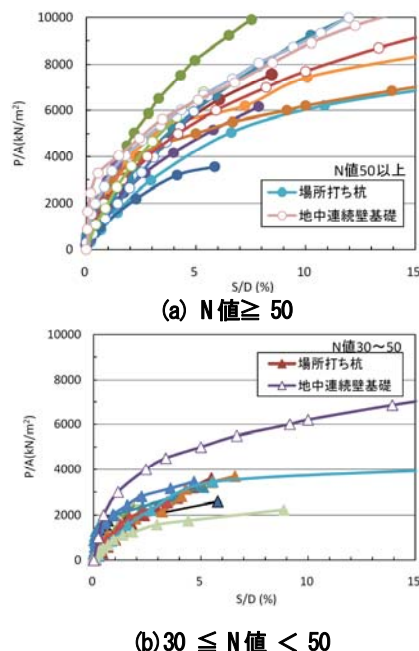 10000
8000
6000
4000
2000
0
P/A(kN/m²)
N値50以上
場所打ち杭
地中連続壁基礎
0 5 10 15
S/D (%)
(a) N値≧ 50
10000
8000
6000
4000
2000
0
P/A(kN/m²)
N値30～50
場所打ち杭
地中連続壁基礎
0 5 10 15
S/D (%)
(b)30 ≦ N値 < 50